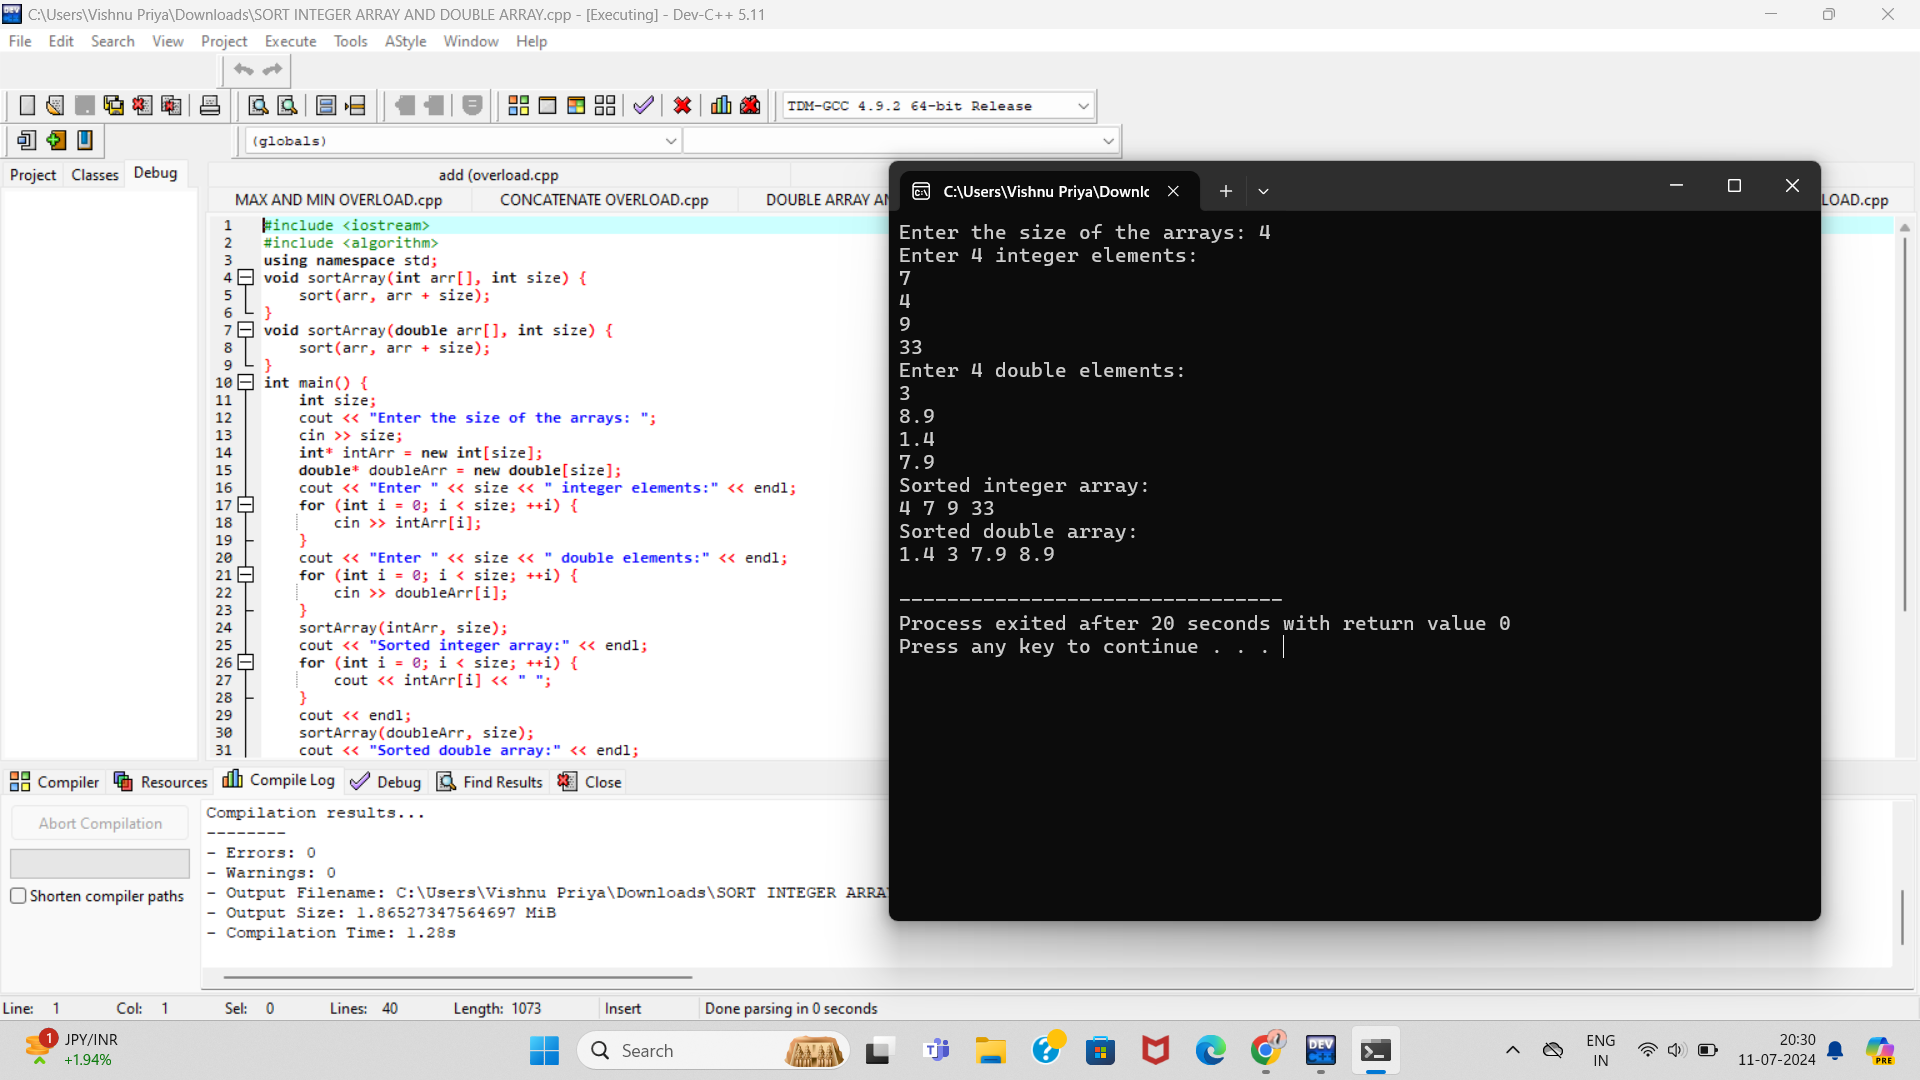 C:\Users\Vishnu Priya\Downloads\SORT INTEGER ARRAY AND DOUBLE ARRAY.cpp - [Executing] - Dev-C++ 5.11
File Edit Search View Project Execute Tools AStyle Window Help
TDM-GCC 4.9.2 64-bit Release
(globals)
Project Classes Debug
add (overload.cpp
MAX AND MIN OVERLOAD.cpp CONCATENATE OVERLOAD.cpp DOUBLE ARRAY AN LOAD.cpp
1 #include <iostream>
2 #include <algorithm>
3 using namespace std;
4 void sortArray(int arr[], int size) {
5 sort(arr, arr + size);
6 }
7 void sortArray(double arr[], int size) {
8 sort(arr, arr + size);
9 }
10 int main() {
11 int size;
12 cout << "Enter the size of the arrays: ";
13 cin >> size;
14 int* intArr = new int[size];
15 double* doubleArr = new double[size];
16 cout << "Enter " << size << " integer elements:" << endl;
17 for (int i = 0; i < size; ++i) {
18 cin >> intArr[i];
19 }
20 cout << "Enter " << size << " double elements:" << endl;
21 for (int i = 0; i < size; ++i) {
22 cin >> doubleArr[i];
23 }
24 sortArray(intArr, size);
25 cout << "Sorted integer array:" << endl;
26 for (int i = 0; i < size; ++i) {
27 cout << intArr[i] << " ";
28 }
29 cout << endl;
30 sortArray(doubleArr, size);
31 cout << "Sorted double array:" << endl;
C:\Users\Vishnu Priya\Downlo
Enter the size of the arrays: 4
Enter 4 integer elements:
7
4
9
33
Enter 4 double elements:
3
8.9
1.4
7.9
Sorted integer array:
4 7 9 33
Sorted double array:
1.4 3 7.9 8.9
--------------------------------
Process exited after 20 seconds with return value 0
Press any key to continue . . .
Compiler Resources Compile Log Debug Find Results Close
Abort Compilation
Shorten compiler paths
Compilation results...
--------
- Errors: 0
- Warnings: 0
- Output Filename: C:\Users\Vishnu Priya\Downloads\SORT INTEGER ARRA
- Output Size: 1.86527347564697 MiB
- Compilation Time: 1.28s
Line: 1 Col: 1 Sel: 0 Lines: 40 Length: 1073 Insert Done parsing in 0 seconds
1
JPY/INR
+1.94%
Search
DEV
ENG
IN
20:30
11-07-2024
PRE